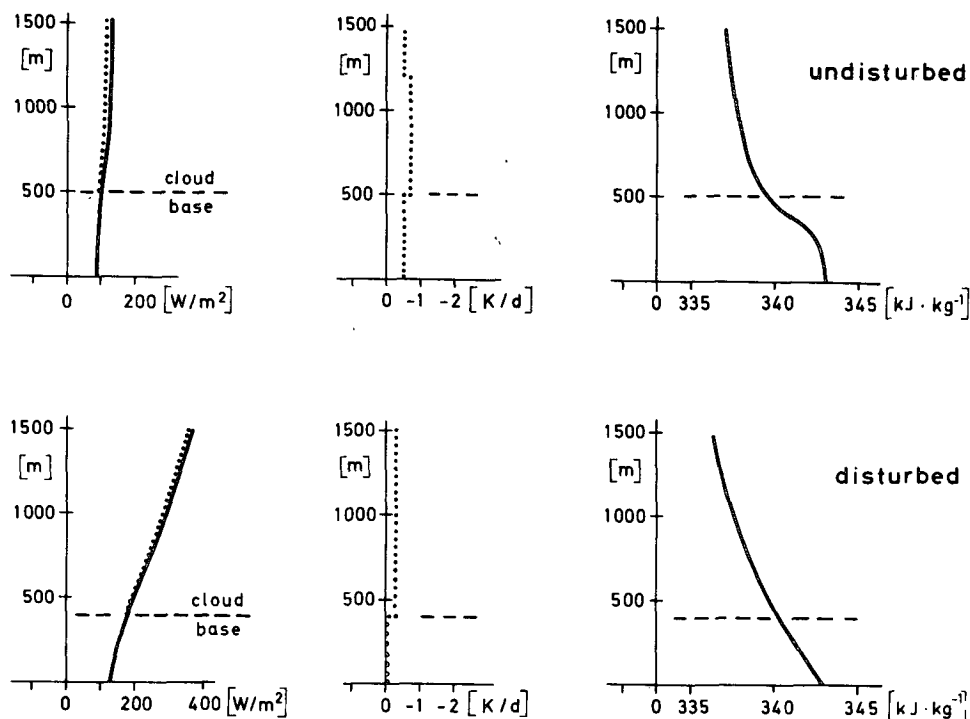 1500
[m]
1000
500
cloud
base
0 200 [W/m²]
1500
[m]
1000
500
0 -1 -2 [K/d]
1500
[m]
undisturbed
1000
500
0 335 340 345 [kJ·kg⁻¹]
1500
[m]
1000
500
cloud
base
0 200 400 [W/m²]
1500
[m]
1000
500
0 -1 -2 [K/d]
1500
[m]
disturbed
1000
500
0 335 340 345 [kJ·kg⁻¹]